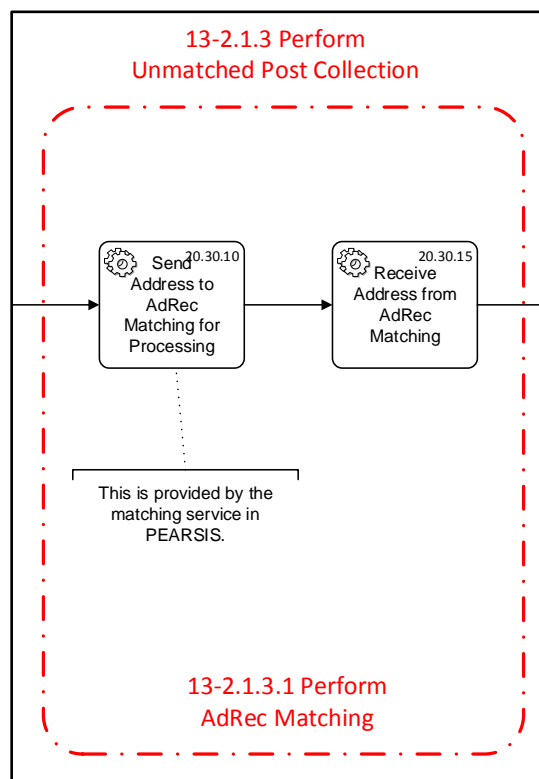 13-2.1.3 Perform
Unmatched Post Collection
20.30.10
Send
Address to
AdRec
Matching for
Processing
20.30.15
Receive
Address from
AdRec
Matching
This is provided by the
matching service in
PEARSIS.
13-2.1.3.1 Perform
AdRec Matching